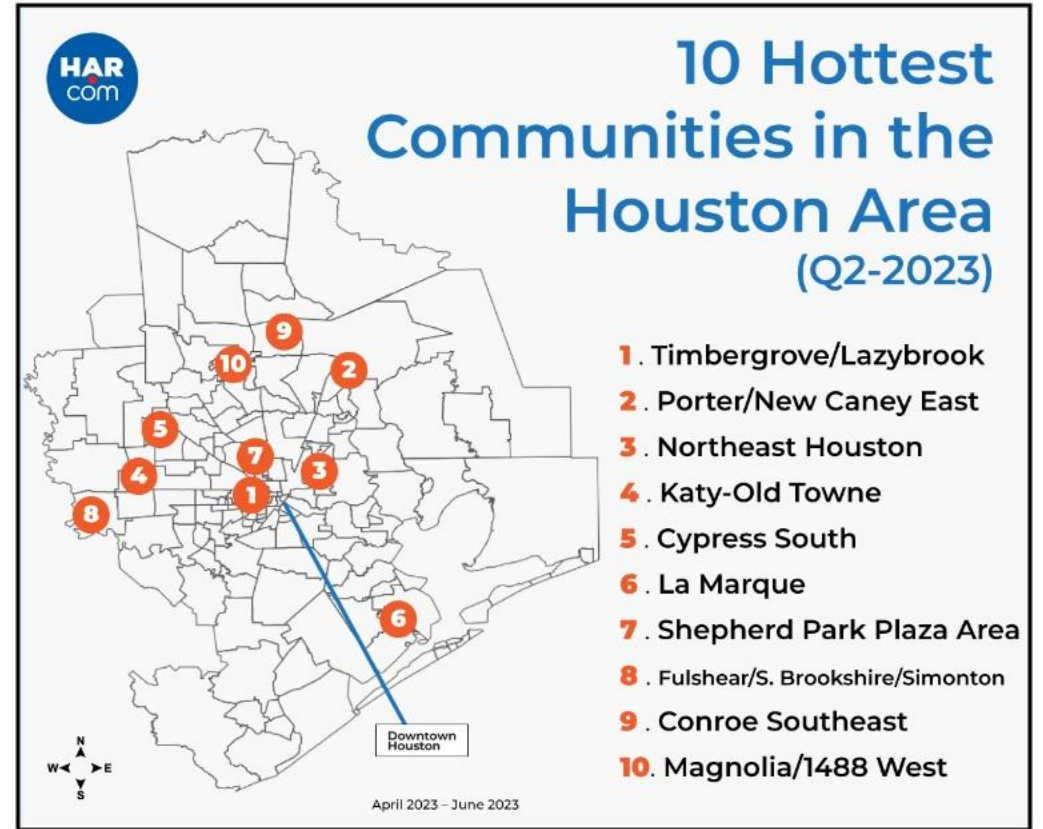 HAR
com
10 Hottest
Communities in the
Houston Area
(Q2-2023)
1 . Timbergrove/Lazybrook
2 . Porter/New Caney East
3 . Northeast Houston
4 . Katy-Old Towne
5 . Cypress South
6 . La Marque
7 . Shepherd Park Plaza Area
8 . Fulshear/S. Brookshire/Simonton
9 . Conroe Southeast
10. Magnolia/1488 West
9
10
2
5
7
3
4
1
8
6
Downtown
Houston
N
W E
S
April 2023 – June 2023